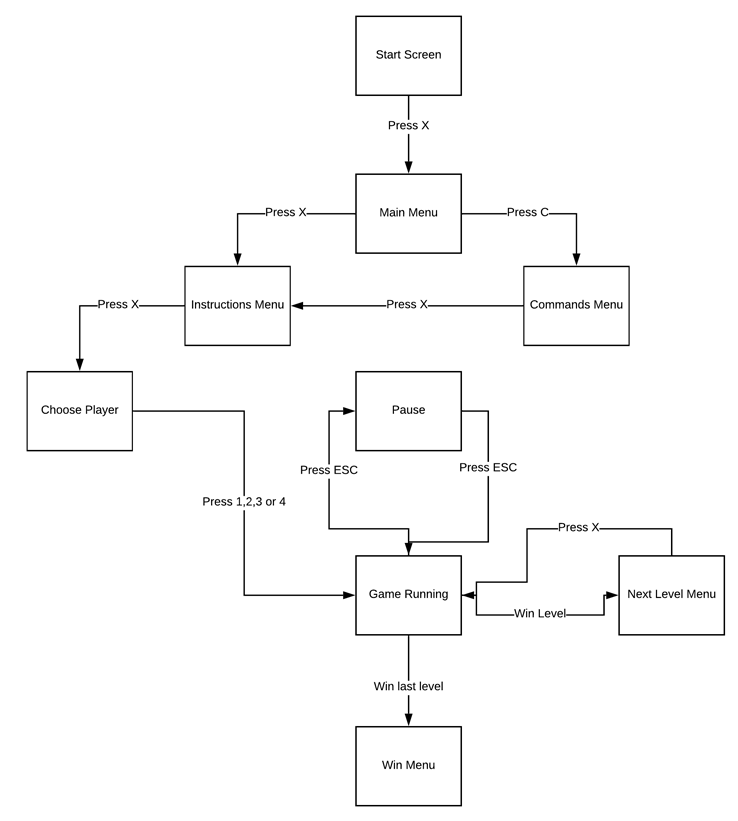 Start Screen
Press X
Main Menu
Press X
Press C
Instructions Menu
Commands Menu
Press X
Press X
Choose Player
Pause
Press ESC
Press ESC
Press 1,2,3 or 4
Press X
Game Running
Next Level Menu
Win Level
Win last level
Win Menu